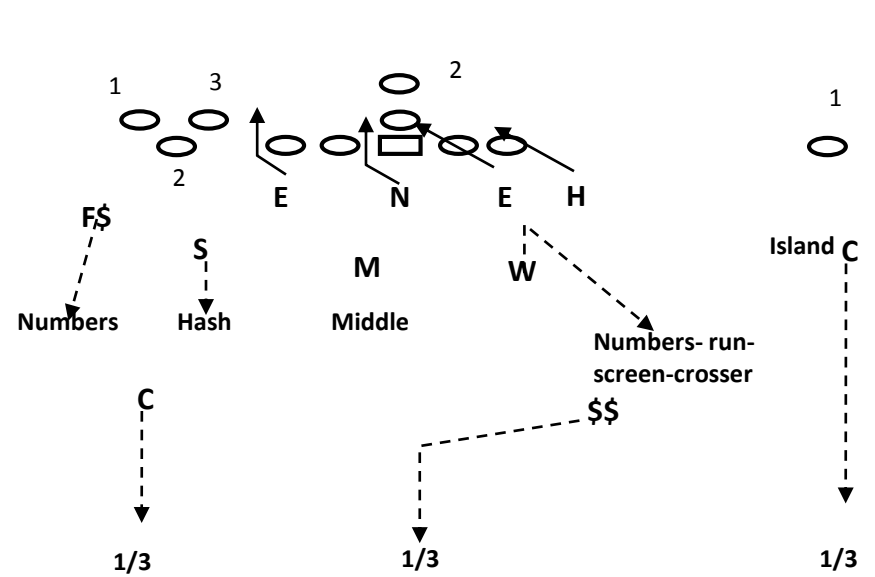 2
1
3
1
2
E
N
E
H
F$
S
M
W
Island C
Numbers
Hash
Middle
Numbers- run-
screen-crosser
C
$$
1/3
1/3
1/3